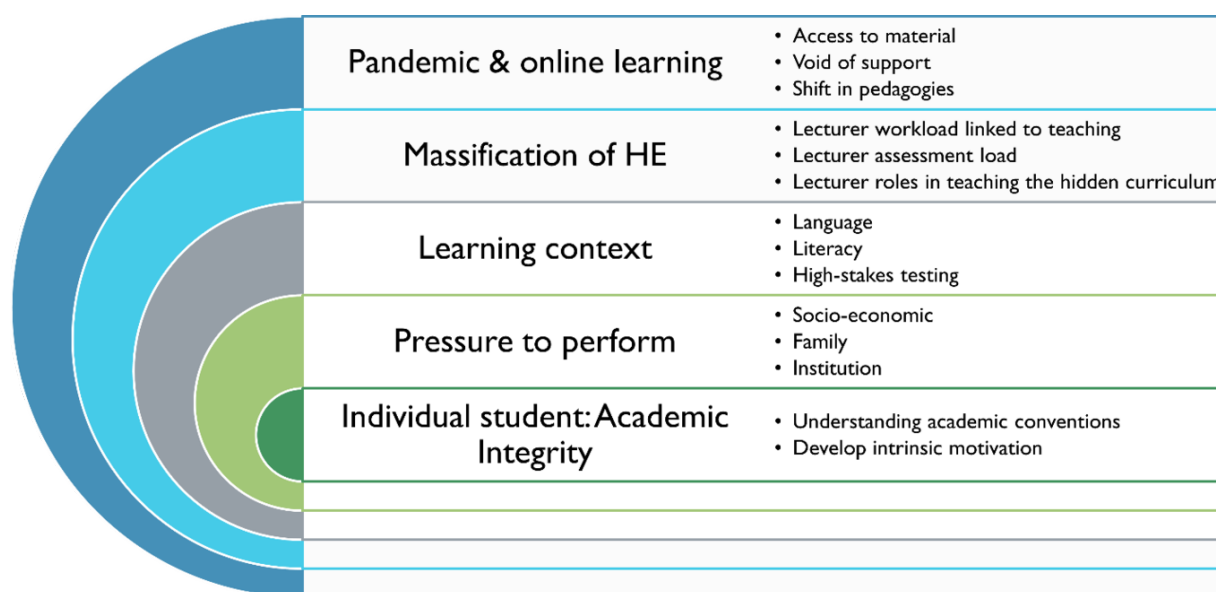 Pandemic & online learning
• Access to material
• Void of support
• Shift in pedagogies
Massification of HE
• Lecturer workload linked to teaching
• Lecturer assessment load
• Lecturer roles in teaching the hidden curriculum
Learning context
• Language
• Literacy
• High-stakes testing
Pressure to perform
• Socio-economic
• Family
• Institution
Individual student: Academic
Integrity
• Understanding academic conventions
• Develop intrinsic motivation